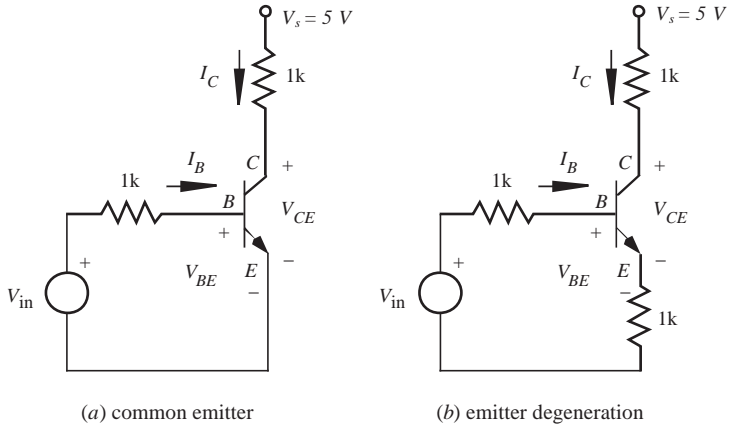 V_s = 5 V
I_C
1k
I_B
C
+
1k
B
V_CE
+
−
V_BE
E
−
+
V_in
(a) common emitter
V_s = 5 V
I_C
1k
I_B
C
+
1k
B
V_CE
+
−
V_BE
E
−
+
V_in
1k
(b) emitter degeneration